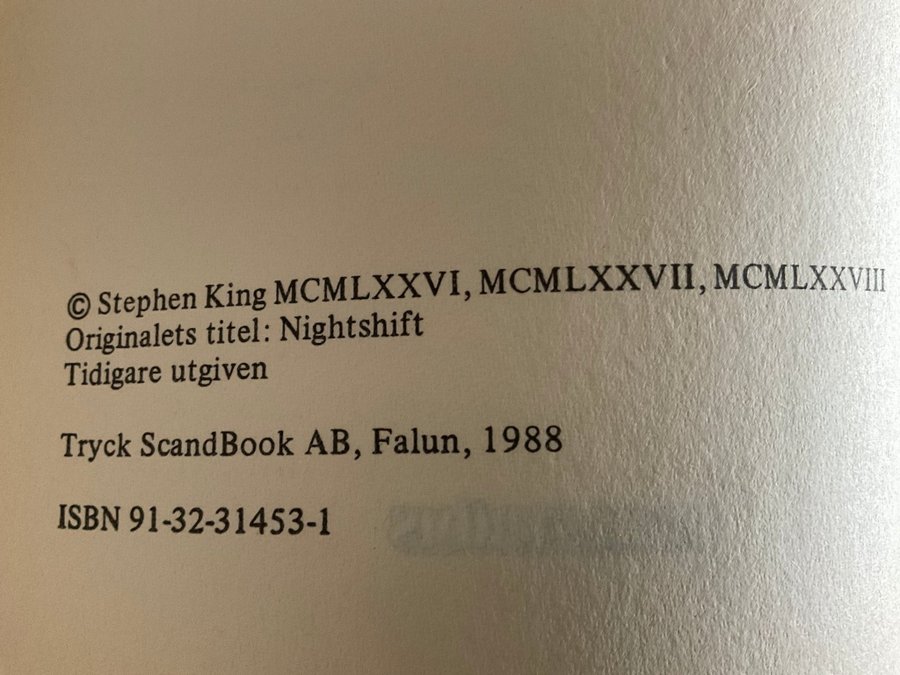 © Stephen King MCMLXXVI, MCMLXXVII, MCMLXXVIII
Originalets titel: Nightshift
Tidigare utgiven
Tryck ScandBook AB, Falun, 1988
ISBN 91-32-31453-1